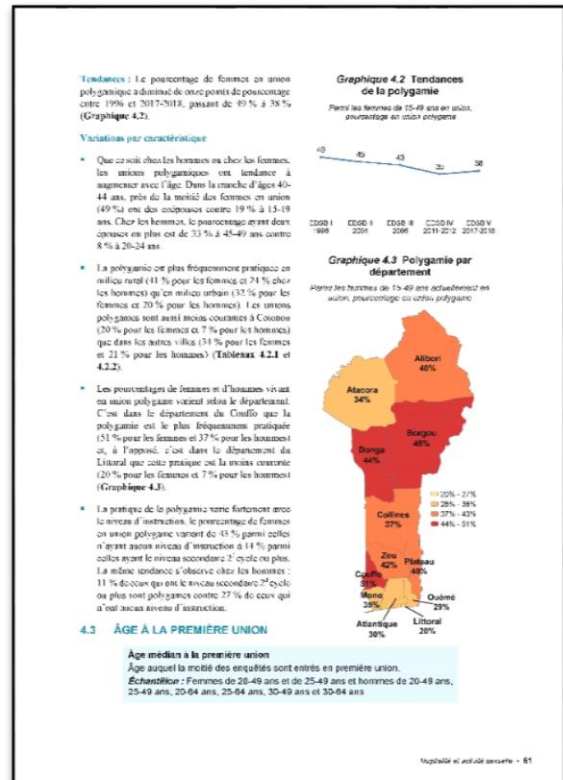 Tendances : Le pourcentage de femmes en union
polygamique a diminué de onze points de pourcentage
entre 1996 et 2017-2018, passant de 49 % à 38 %
(Graphique 4.2).
Variations par caractéristique
• Que ce soit chez les hommes ou chez les femmes,
les unions polygamiques ont tendance à
augmenter avec l'âge. Dans la tranche d'âges 40-
44 ans, près de la moitié des femmes en union
(49 %) ont des coépouses contre 19 % à 15-19
ans. Chez les hommes, le pourcentage ayant deux
épouses ou plus est de 33 % à 45-49 ans contre
8 % à 20-24 ans.
• La polygamie est plus fréquemment pratiquée en
milieu rural (41 % pour les femmes et 24 % chez
les hommes) qu'en milieu urbain (32 % pour les
femmes et 20 % pour les hommes). Les unions
polygames sont aussi moins courantes à Cotonou
(20 % pour les femmes et 7 % pour les hommes)
que dans les autres villes (34 % pour les femmes
et 21 % pour les hommes) (Tableaux 4.2.1 et
4.2.2).
• Les pourcentages de femmes et d'hommes vivant
en union polygame varient selon le département.
C'est dans le département du Couffo que la
polygamie est le plus fréquemment pratiquée
(51 % pour les femmes et 37 % pour les hommes)
et, à l'opposé, c'est dans le département du
Littoral que cette pratique est la moins courante
(20 % pour les femmes et 7 % pour les hommes)
(Graphique 4.3).
• La pratique de la polygamie varie fortement avec
le niveau d'instruction, le pourcentage de femmes
en union polygame variant de 43 % parmi celles
n'ayant aucun niveau d'instruction à 14 % parmi
celles ayant le niveau secondaire 2d cycle ou plus.
La même tendance s'observe chez les hommes :
11 % de ceux qui ont le niveau secondaire 2d cycle
ou plus sont polygames contre 27 % de ceux qui
n'ont aucun niveau d'instruction.
Graphique 4.2 Tendances
de la polygamie
Parmi les femmes de 15-49 ans en union,
pourcentage en union polygame
49 45 43 39 38
EDSB I EDSB II EDSB III EDSB IV EDSB V
1996 2001 2006 2011-2012 2017-2018
Graphique 4.3 Polygamie par
département
Parmi les femmes de 15-49 ans actuellement en
union, pourcentage en union polygame
Alibori
40%
Atacora
34%
Borgou
45%
Donga
44%
20% - 27%
28% - 36%
37% - 43%
44% - 51%
Collines
37%
Zou
42%
Plateau
40%
Couffo
51%
Mono
35%
Ouémé
29%
Atlantique
30%
Littoral
20%
4.3 ÂGE À LA PREMIÈRE UNION
Âge médian à la première union
Âge auquel la moitié des enquêtés sont entrés en première union.
Échantillon : Femmes de 20-49 ans et de 25-49 ans et hommes de 20-49 ans,
25-49 ans, 20-64 ans, 25-64 ans, 30-49 ans et 30-64 ans
Nuptialité et activité sexuelle • 61